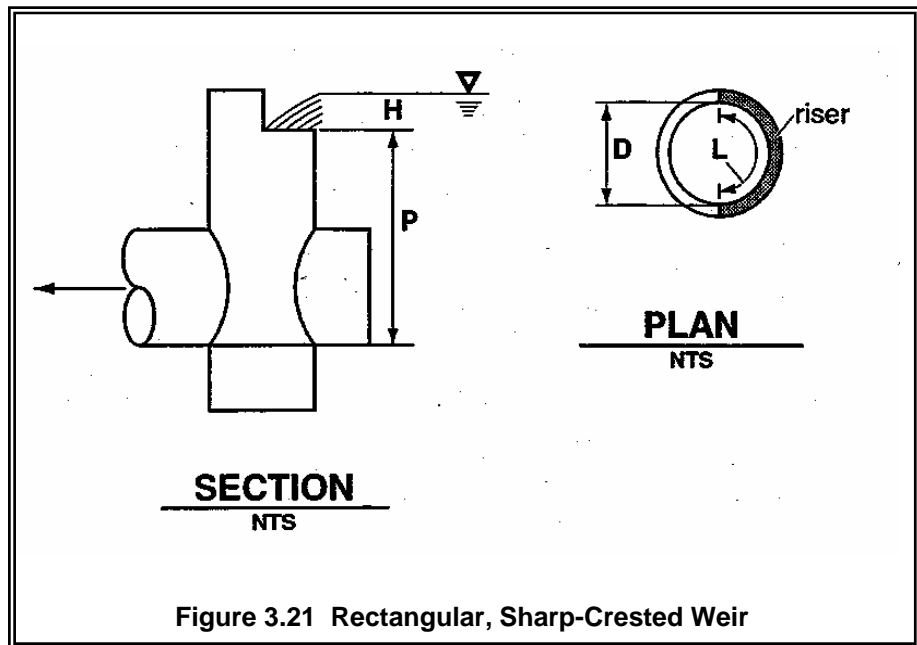 H
P
SECTION
NTS
D
L
riser
PLAN
NTS
Figure 3.21 Rectangular, Sharp-Crested Weir